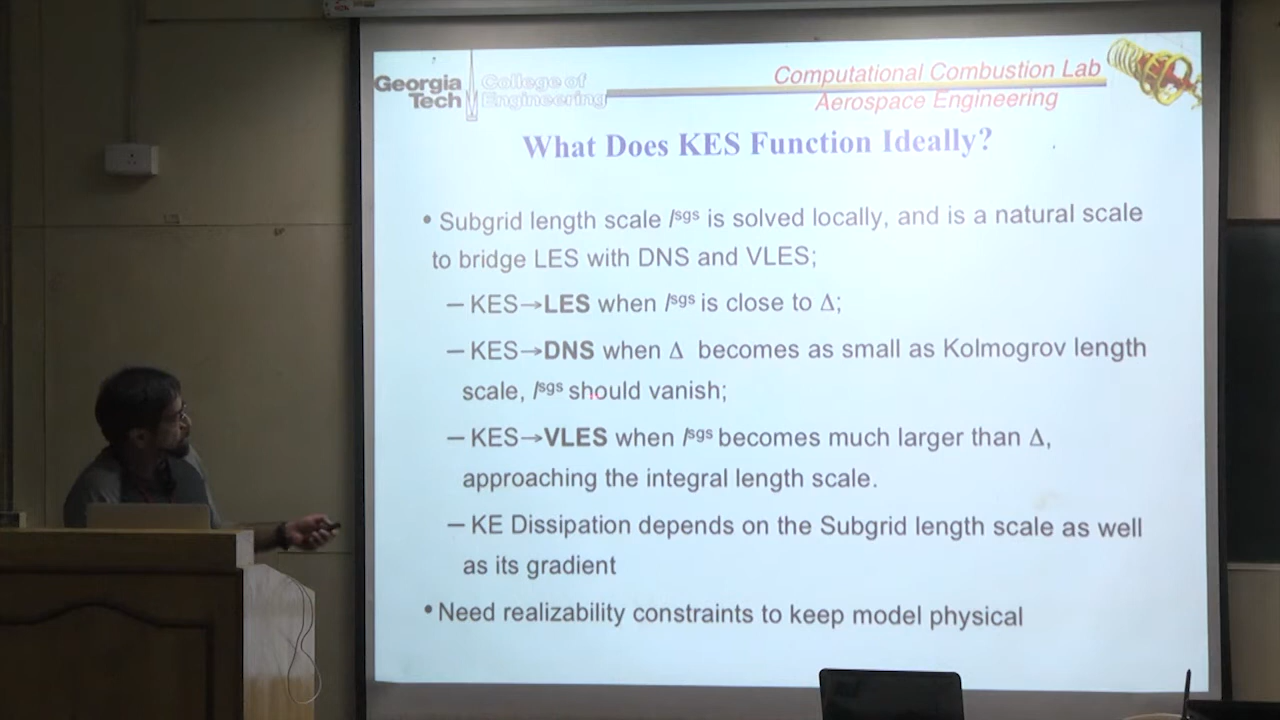 Georgia
Tech
College of
Engineering
Computational Combustion Lab
Aerospace Engineering
What Does KES Function Ideally?
• Subgrid length scale lsgs is solved locally, and is a natural scale
to bridge LES with DNS and VLES;
– KES→LES when lsgs is close to Δ;
– KES→DNS when Δ becomes as small as Kolmogrov length
scale, lsgs should vanish;
– KES→VLES when lsgs becomes much larger than Δ,
approaching the integral length scale.
– KE Dissipation depends on the Subgrid length scale as well
as its gradient
• Need realizability constraints to keep model physical